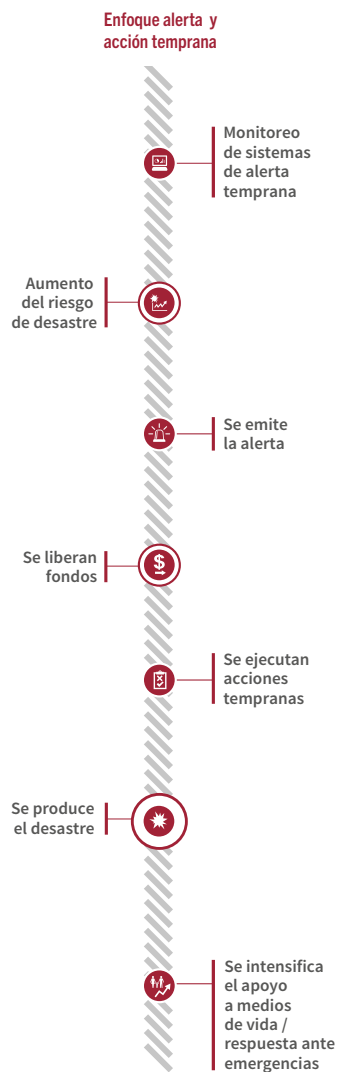 Enfoque alerta y
acción temprana
Monitoreo
de sistemas
de alerta
temprana
Aumento
del riesgo
de desastre
Se emite
la alerta
Se liberan
fondos
$
Se ejecutan
acciones
tempranas
Se produce
el desastre
Se intensifica
el apoyo
a medios
de vida /
respuesta ante
emergencias